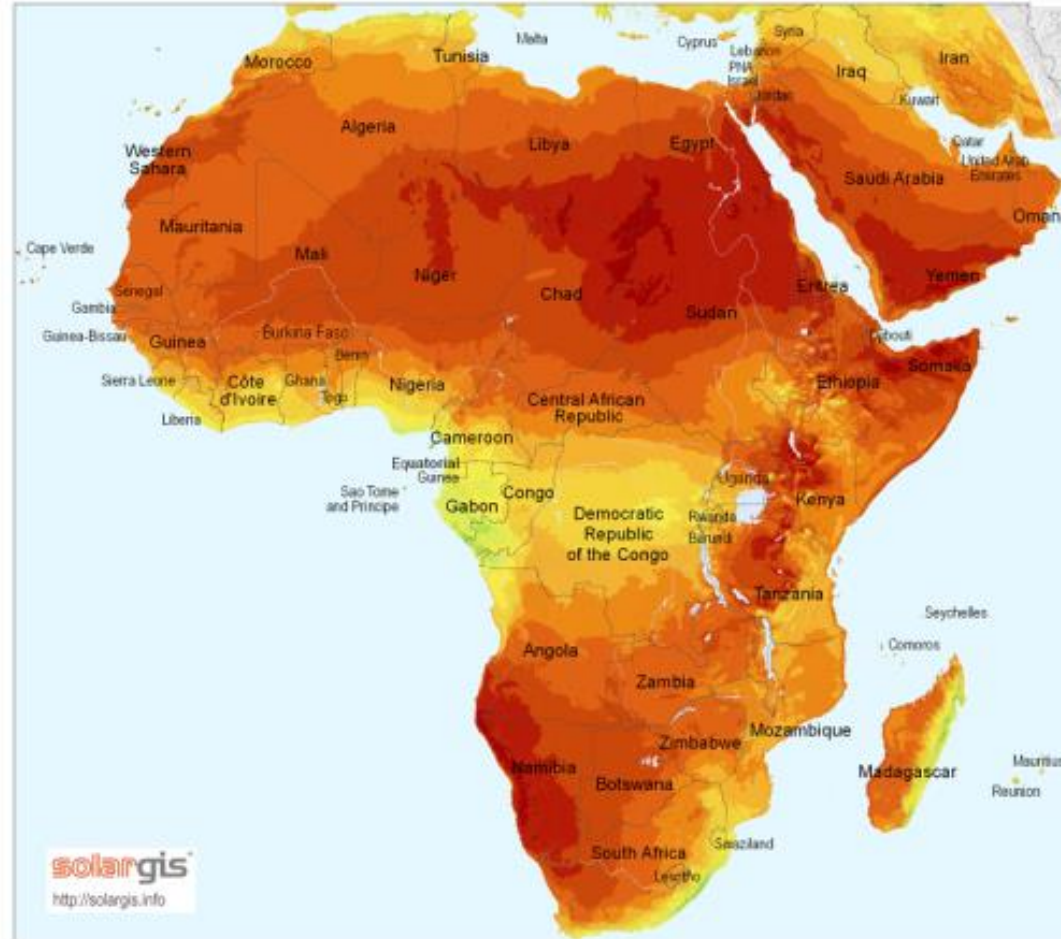 Malta
Cyprus
Syria
Lebanon
PNA
Israel
Jordan
Iraq
Iran
Kuwait
Morocco
Tunisia
Algeria
Libya
Egypt
Qatar
United Arab
Emirates
Saudi Arabia
Oman
Western
Sahara
Mauritania
Mali
Niger
Chad
Sudan
Eritrea
Yemen
Cape Verde
Senegal
Gambia
Guinea-Bissau
Guinea
Burkina Faso
Benin
Djibouti
Somalia
Sierra Leone
Côte
d'Ivoire
Ghana
Togo
Nigeria
Central African
Republic
Ethiopia
Liberia
Cameroon
Equatorial
Guinea
Sao Tome
and Principe
Gabon
Congo
Democratic
Republic
of the Congo
Uganda
Kenya
Rwanda
Burundi
Tanzania
Seychelles
Comoros
Angola
Zambia
Mozambique
Zimbabwe
Namibia
Botswana
Madagascar
Mauritius
Reunion
South Africa
Swaziland
Lesotho
solargis
http://solargis.info